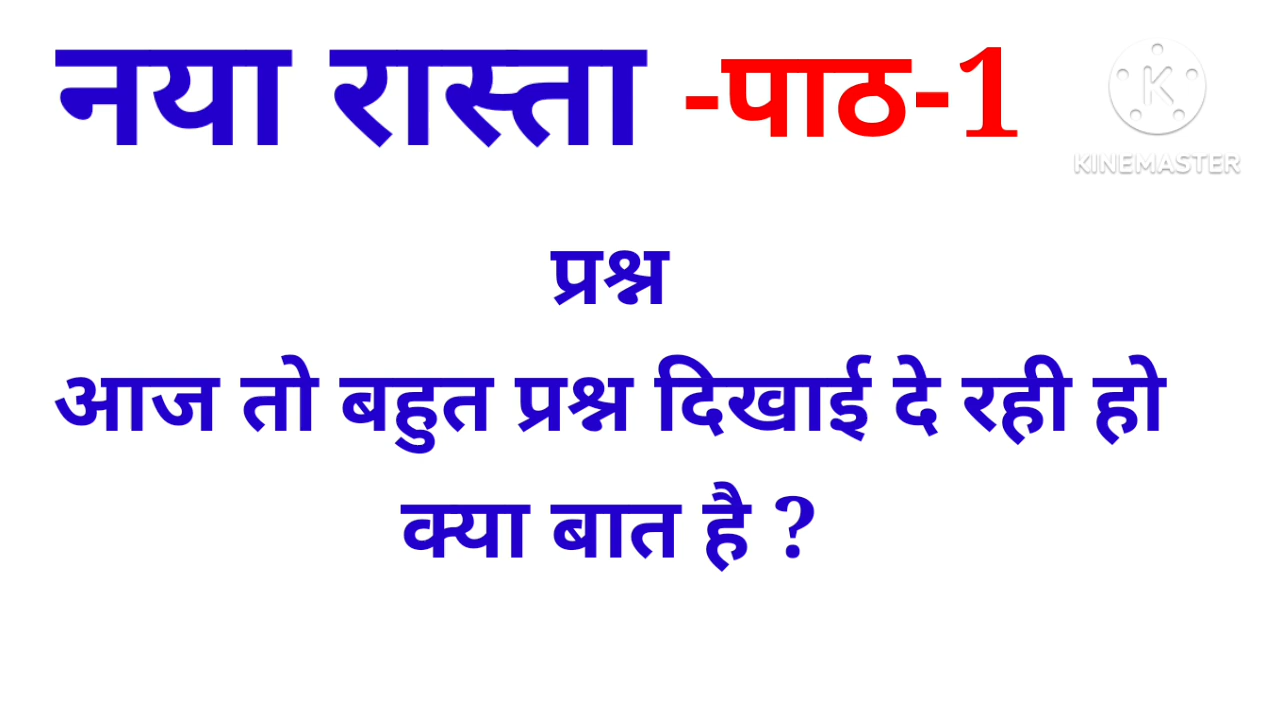 नया रास्ता -पाठ-1
KINEMASTER
प्रश्न
आज तो बहुत प्रश्न दिखाई दे रही हो
क्या बात है ?